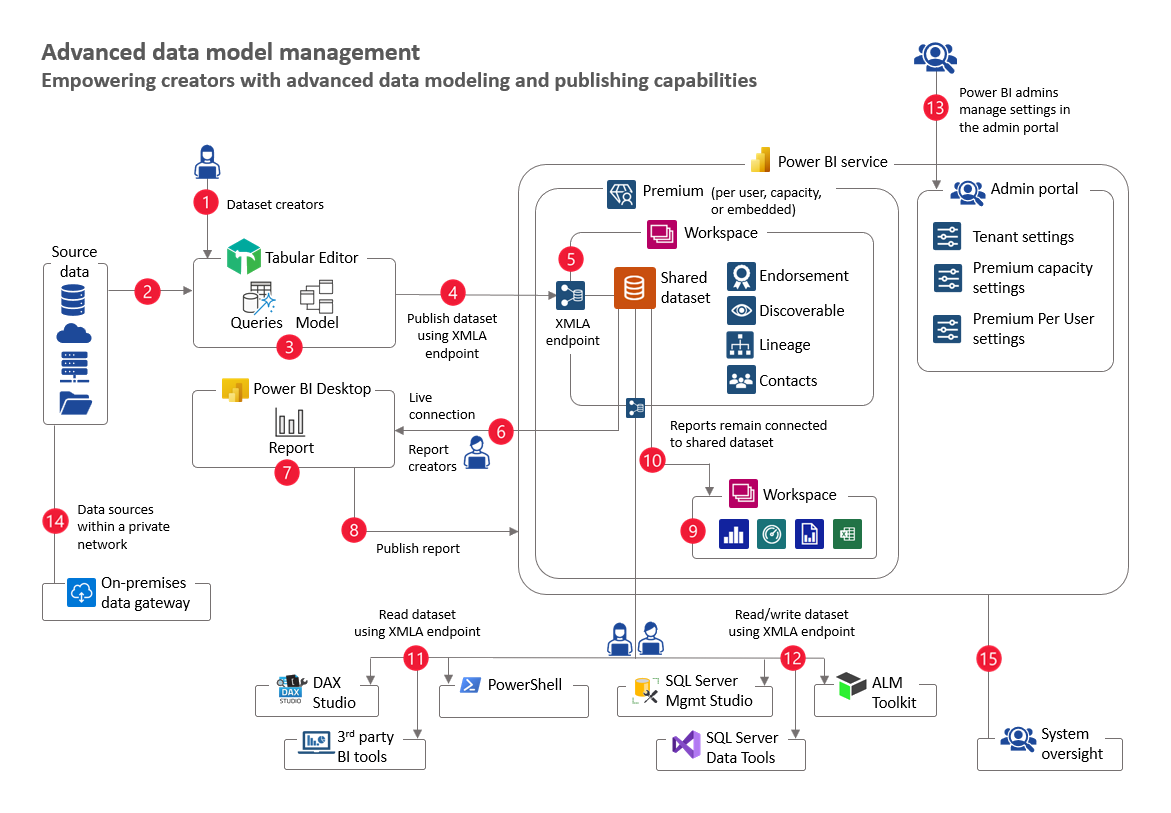 Advanced data model management
Empowering creators with advanced data modeling and publishing capabilities
13
Power BI admins
manage settings in
the admin portal
Power BI service
1
Dataset creators
Premium (per user, capacity,
or embedded)
Admin portal
Tenant settings
Premium capacity
settings
Premium Per User
settings
Source
data
2
Tabular Editor
Queries
Model
3
4
Publish dataset
using XMLA
endpoint
5
XMLA
endpoint
Workspace
Shared
dataset
Endorsement
Discoverable
Lineage
Contacts
Power BI Desktop
Report
7
Live
connection
6
Report
creators
Reports remain connected
to shared dataset
10
Workspace
9
8
Publish report
14
Data sources
within a private
network
On-premises
data gateway
Read dataset
using XMLA endpoint
11
Read/write dataset
using XMLA endpoint
12
15
DAX
STUDIO
DAX
Studio
PowerShell
SQL Server
Mgmt Studio
ALM
Toolkit
3rd party
BI tools
SQL Server
Data Tools
System
oversight